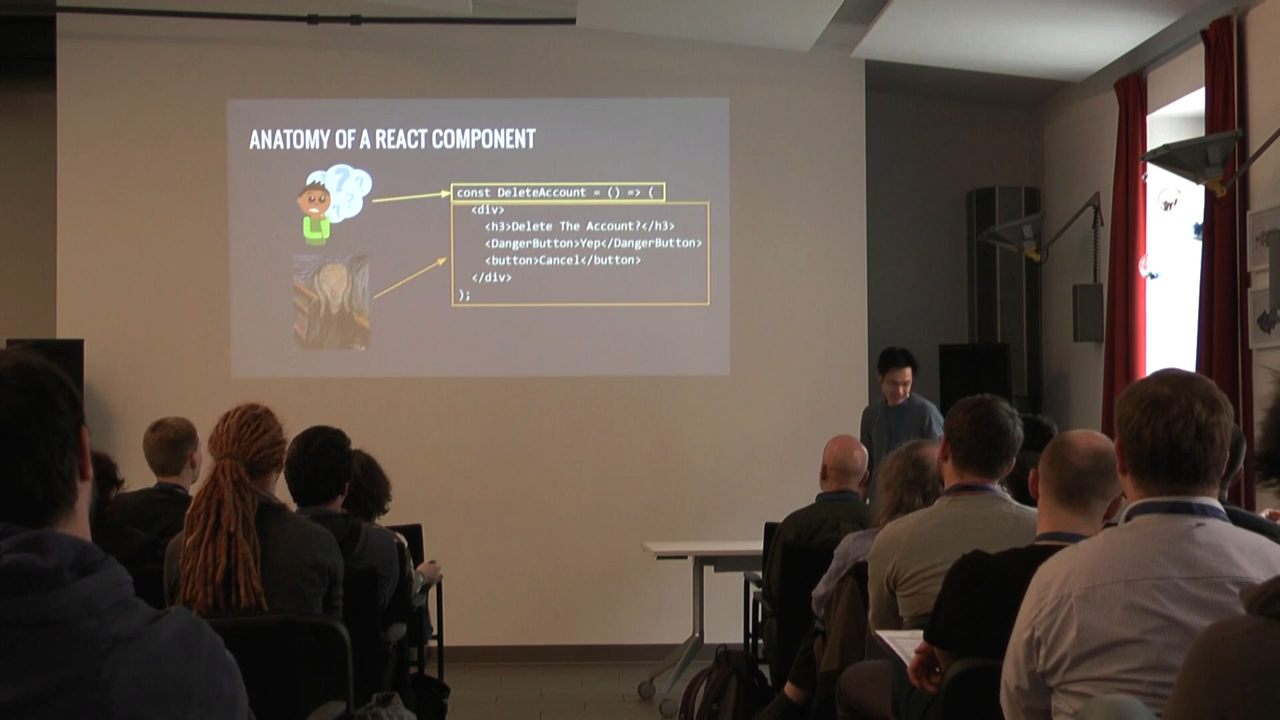 ANATOMY OF A REACT COMPONENT
const DeleteAccount = () => (
<div>
<h3>Delete The Account?</h3>
<DangerButton>Yep</DangerButton>
<button>Cancel</button>
</div>
);